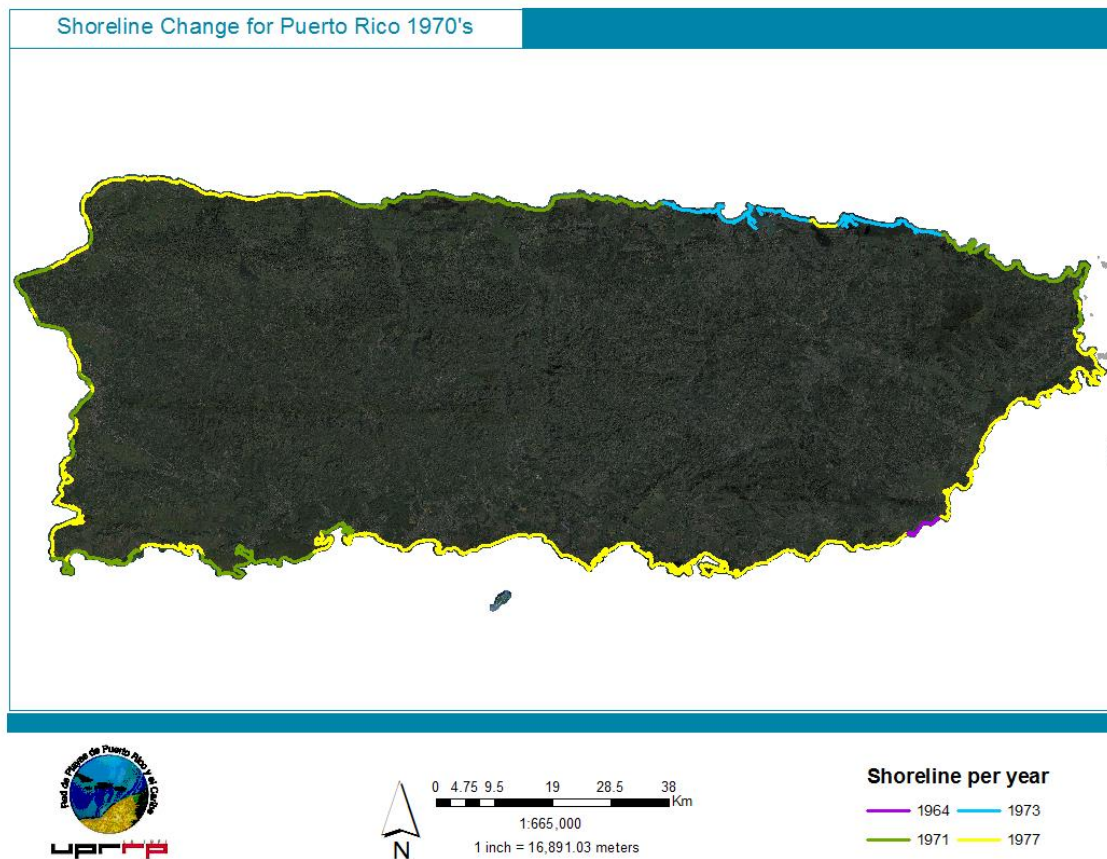 Shoreline Change for Puerto Rico 1970's
Red de Playas de Puerto Rico y el Caribe
uprrp
N
0 4.75 9.5 19 28.5 38
Km
1:665,000
1 inch = 16,891.03 meters
Shoreline per year
1964 1973
1971 1977